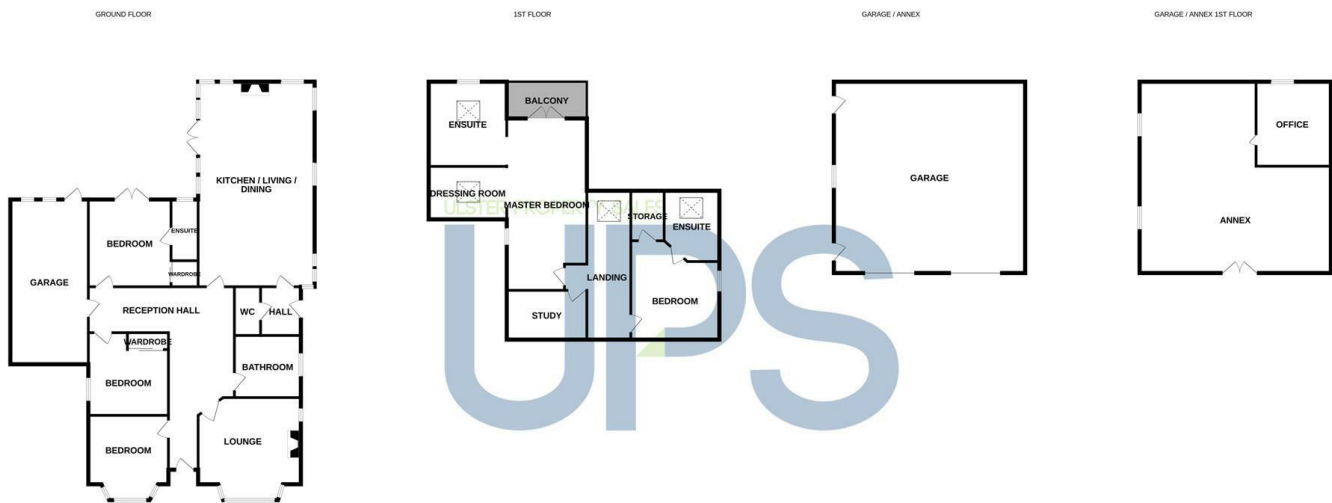 GROUND FLOOR
1ST FLOOR
GARAGE / ANNEX
GARAGE / ANNEX 1ST FLOOR
KITCHEN / LIVING /
DINING
BEDROOM
ENSUITE
WARDROBE
GARAGE
RECEPTION HALL
WC
HALL
WARDROBE
BATHROOM
BEDROOM
LOUNGE
BEDROOM
BALCONY
ENSUITE
DRESSING ROOM
MASTER BEDROOM
STORAGE
ENSUITE
LANDING
BEDROOM
STUDY
ULSTER PROPERTY SALES
UPS
GARAGE
OFFICE
ANNEX